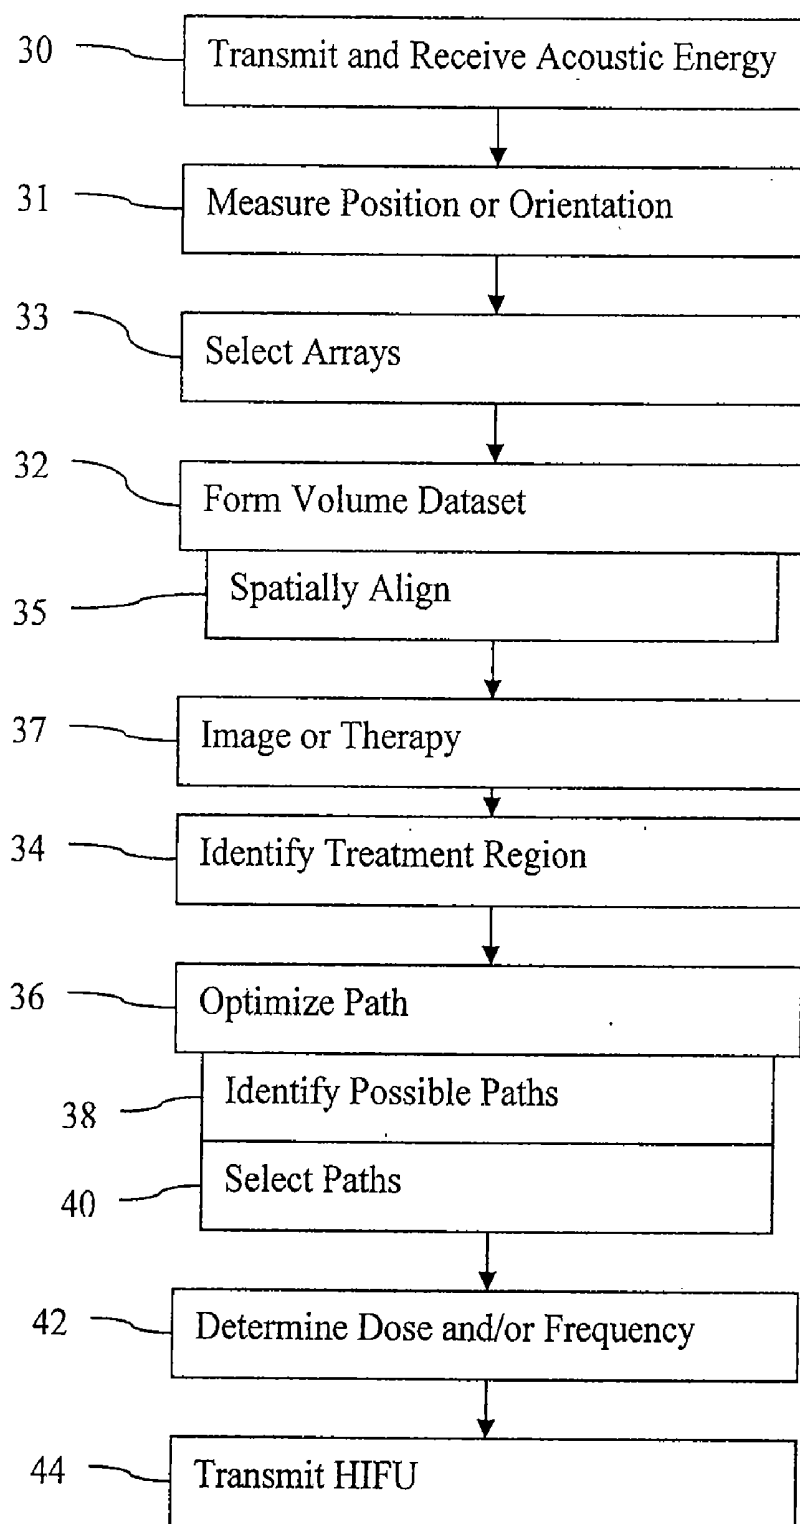 30 Transmit and Receive Acoustic Energy
31 Measure Position or Orientation
33 Select Arrays
32 Form Volume Dataset
35 Spatially Align
37 Image or Therapy
34 Identify Treatment Region
36 Optimize Path
38 Identify Possible Paths
40 Select Paths
42 Determine Dose and/or Frequency
44 Transmit HIFU